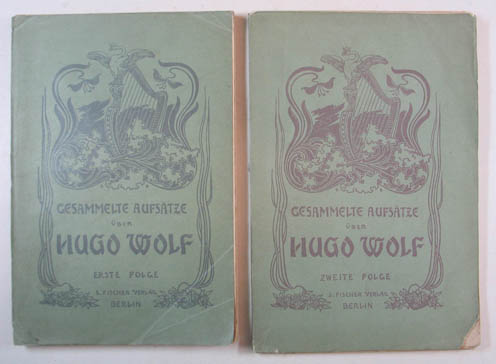 GESAMMELTE AUFSÄTZE
ÜBER
HUGO WOLF
ERSTE FOLGE
S. FISCHER VERLAG
BERLIN
GESAMMELTE AUFSÄTZE
ÜBER
HUGO WOLF
ZWEITE FOLGE
S. FISCHER VERLAG
BERLIN